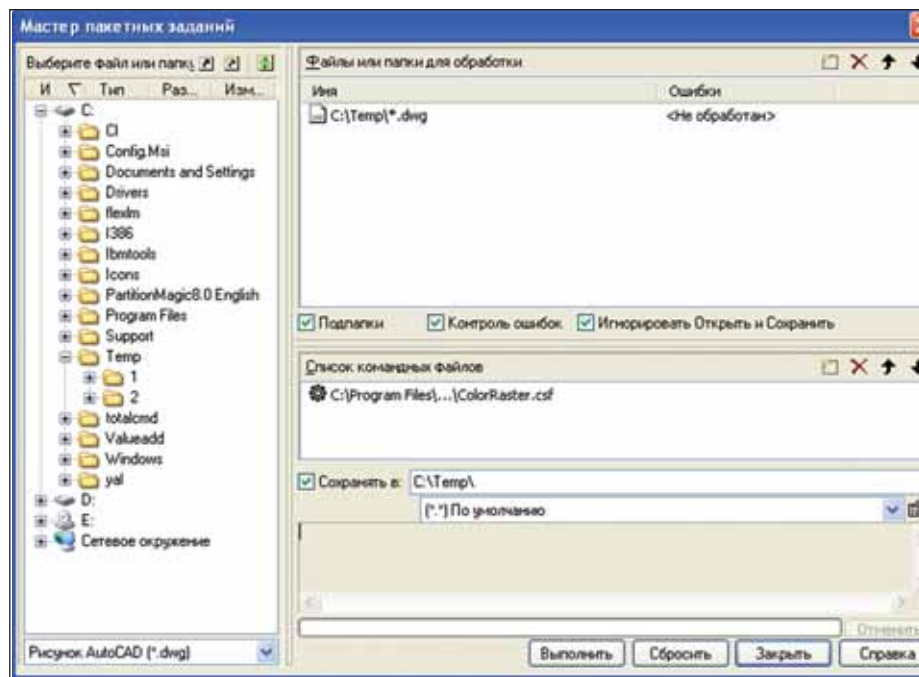 Мастер пакетных заданий
Выберите файл или папку
И Тип Раз... Изм...
C:
CI
Config.Msi
Documents and Settings
Drivers
flexlm
I386
Ibmtools
Icons
PartitionMagic8.0 English
Program Files
Support
Temp
1
2
totalcmd
Valueadd
Windows
yal
D:
E:
Сетевое окружение
Рисунок AutoCAD (*.dwg)
Файлы или папки для обработки
Имя Ошибки
C:\Temp\*.dwg <Не обработан>
Подпапки Контроль ошибок Игнорировать Открыть и Сохранить
Список командных файлов
C:\Program Files\...\ColorRaster.csf
Сохранять в: C:\Temp\
(*.*) По умолчанию
Отменить
Выполнить Сбросить Закрыть Справка